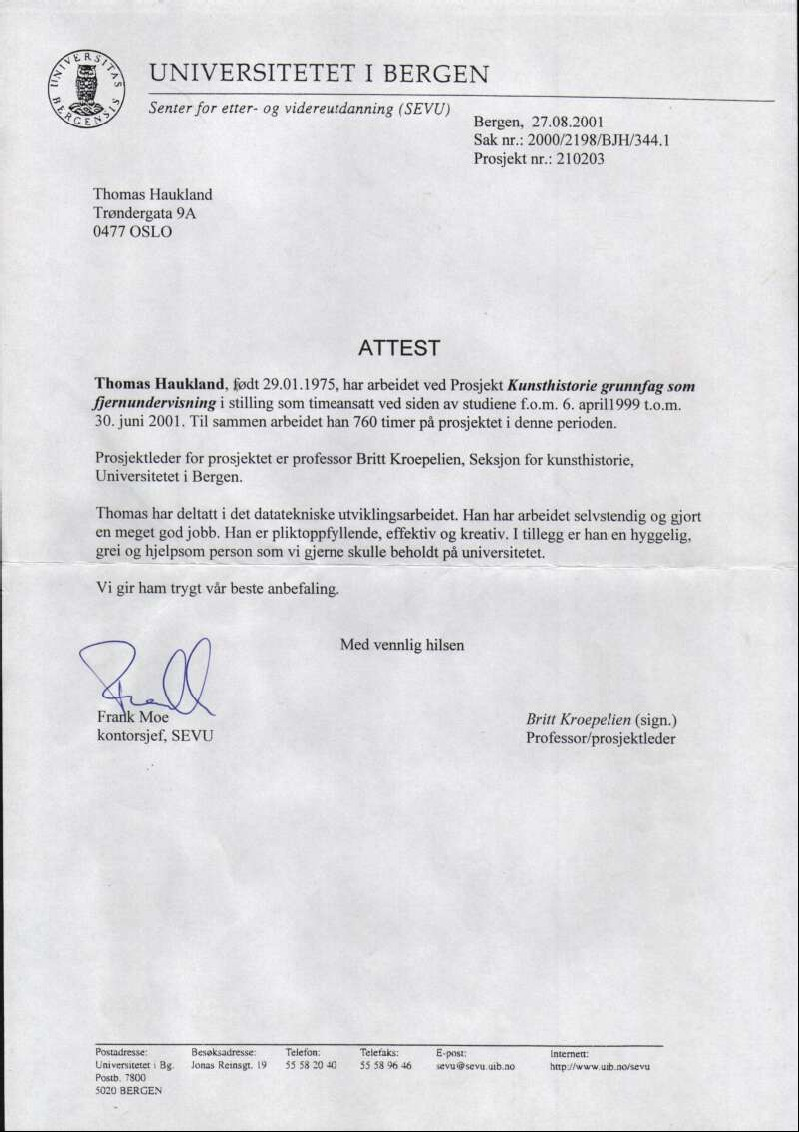 UNIVERSITAS BERGENSIS
UNIVERSITETET I BERGEN
Senter for etter- og videreutdanning (SEVU)
Bergen, 27.08.2001
Sak nr.: 2000/2198/BJH/344.1
Prosjekt nr.: 210203
Thomas Haukland
Trøndergata 9A
0477 OSLO
ATTEST
Thomas Haukland, født 29.01.1975, har arbeidet ved Prosjekt Kunsthistorie grunnfag som
fjernundervisning i stilling som timeansatt ved siden av studiene f.o.m. 6. aprill1999 t.o.m.
30. juni 2001. Til sammen arbeidet han 760 timer på prosjektet i denne perioden.
Prosjektleder for prosjektet er professor Britt Kroepelien, Seksjon for kunsthistorie,
Universitetet i Bergen.
Thomas har deltatt i det datatekniske utviklingsarbeidet. Han har arbeidet selvstendig og gjort
en meget god jobb. Han er pliktoppfyllende, effektiv og kreativ. I tillegg er han en hyggelig,
grei og hjelpsom person som vi gjerne skulle beholdt på universitetet.
Vi gir ham trygt vår beste anbefaling.
Med vennlig hilsen
Frank Moe
kontorsjef, SEVU
Britt Kroepelien (sign.)
Professor/prosjektleder
Postadresse: Besøksadresse: Telefon: Telefaks: E-post: Internett:
Universitetet i Bg. Jonas Reinsgt. 19 55 58 20 40 55 58 96 46 sevu@sevu.uib.no http://www.uib.no/sevu
Postb. 7800
5020 BERGEN